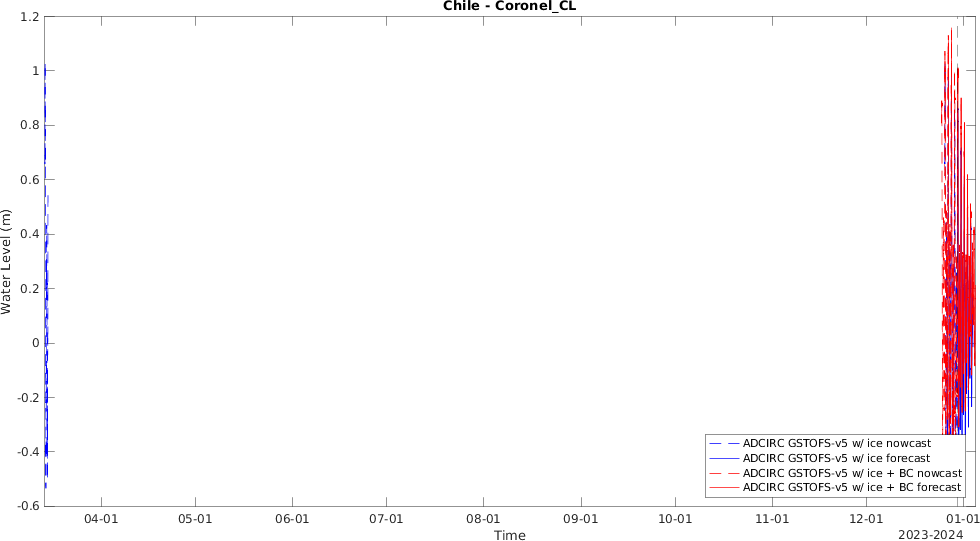 Chile - Coronel_CL
1.2
1
0.8
0.6
0.4
0.2
0
-0.2
-0.4
-0.6
Water Level (m)
ADCIRC GSTOFS-v5 w/ ice nowcast
ADCIRC GSTOFS-v5 w/ ice forecast
ADCIRC GSTOFS-v5 w/ ice + BC nowcast
ADCIRC GSTOFS-v5 w/ ice + BC forecast
04-01 05-01 06-01 07-01 08-01 09-01 10-01 11-01 12-01 01-01
Time
2023-2024